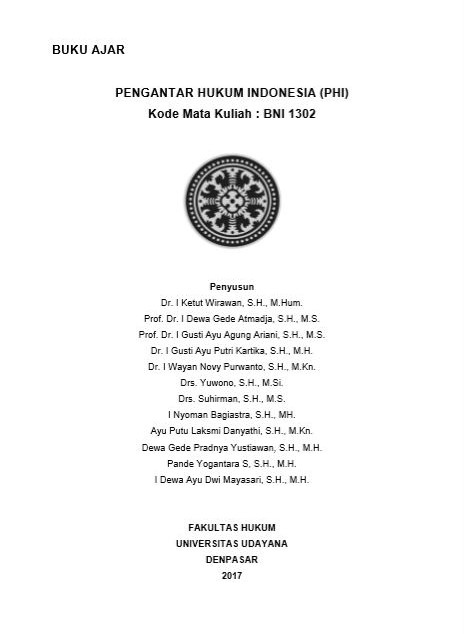 BUKU AJAR
PENGANTAR HUKUM INDONESIA (PHI)
Kode Mata Kuliah : BNI 1302
Penyusun
Dr. I Ketut Wirawan, S.H., M.Hum.
Prof. Dr. I Dewa Gede Atmadja, S.H., M.S.
Prof. Dr. I Gusti Ayu Agung Ariani, S.H., M.S.
Dr. I Gusti Ayu Putri Kartika, S.H., M.H.
Dr. I Wayan Novy Purwanto, S.H., M.Kn.
Drs. Yuwono, S.H., M.Si.
Drs. Suhirman, S.H., M.S.
I Nyoman Bagiastra, S.H., MH.
Ayu Putu Laksmi Danyathi, S.H., M.Kn.
Dewa Gede Pradnya Yustiawan, S.H., M.H.
Pande Yogantara S, S.H., M.H.
I Dewa Ayu Dwi Mayasari, S.H., M.H.
FAKULTAS HUKUM
UNIVERSITAS UDAYANA
DENPASAR
2017